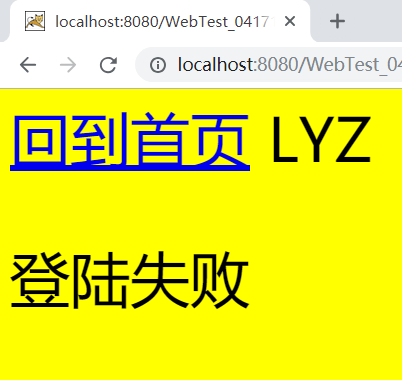 localhost:8080/WebTest_0417
localhost:8080/WebTest_04
回到首页 LYZ
登陆失败